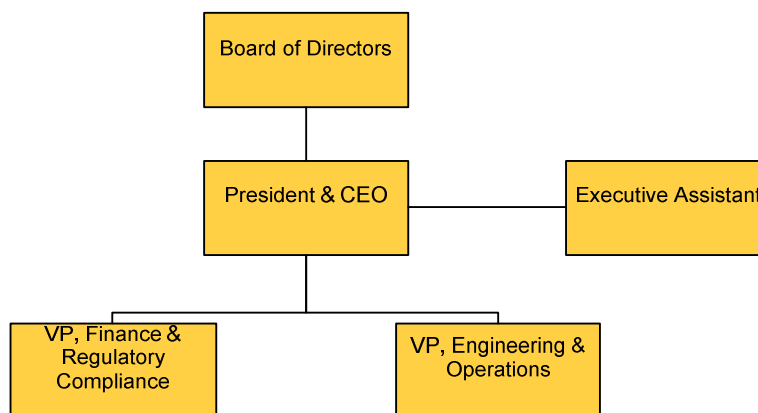 Board of Directors
President & CEO
Executive Assistant
VP, Finance &
Regulatory
Compliance
VP, Engineering &
Operations